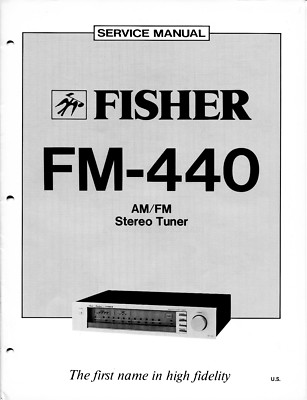 SERVICE MANUAL
FISHER
FM-440
AM/FM
Stereo Tuner
The first name in high fidelity
U.S.